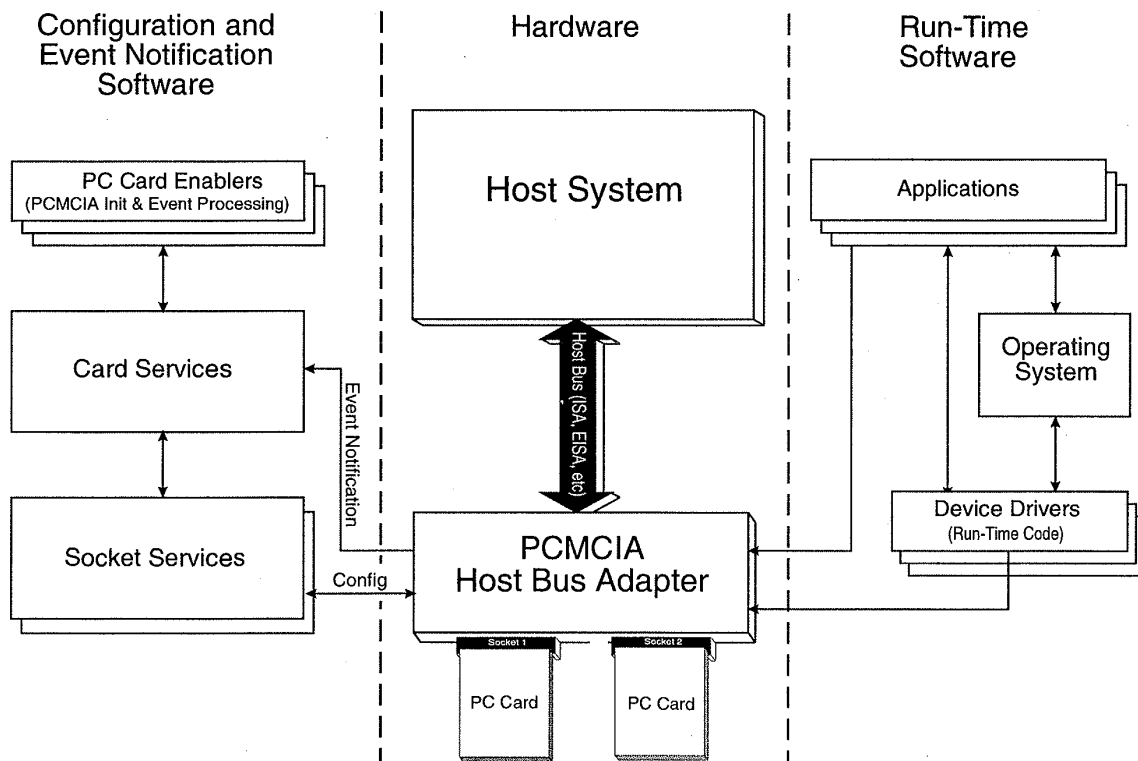 Configuration and
Event Notification
Software
Hardware
Run-Time
Software
PC Card Enablers
(PCMCIA Init & Event Processing)
Host System
Applications
Card Services
Event Notification
Host Bus (ISA, EISA, etc)
Operating
System
Socket Services
Config
PCMCIA
Host Bus Adapter
Device Drivers
(Run-Time Code)
Socket 1
Socket 2
PC Card
PC Card